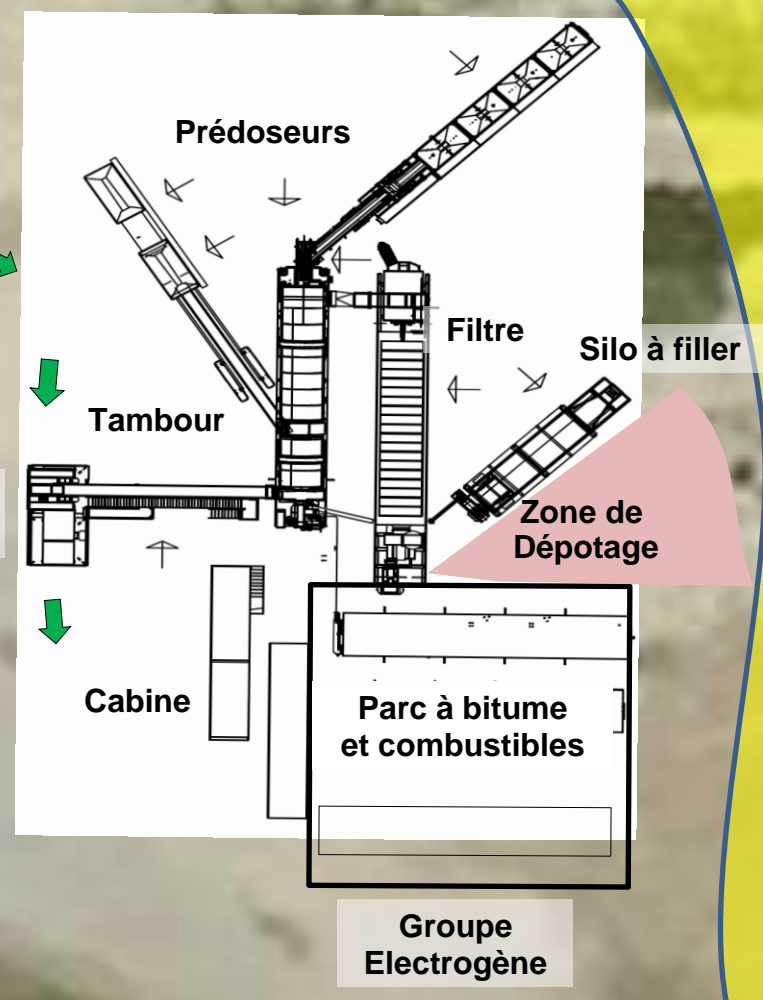 Prédoseurs
Filtre
Silo à filler
Tambour
Zone de
Dépotage
Cabine
Parc à bitume
et combustibles
Groupe
Electrogène